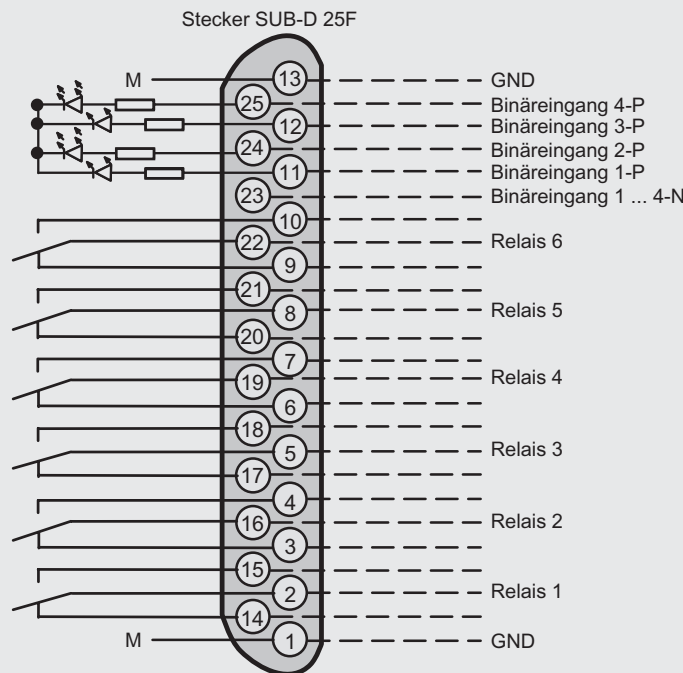 Stecker SUB-D 25F
M 13 GND
25 Binäreingang 4-P
12 Binäreingang 3-P
24 Binäreingang 2-P
11 Binäreingang 1-P
23 Binäreingang 1 ... 4-N
10
22 Relais 6
9
21
8 Relais 5
20
7
19 Relais 4
6
18
5 Relais 3
17
4
16 Relais 2
3
15
2 Relais 1
14
M 1 GND